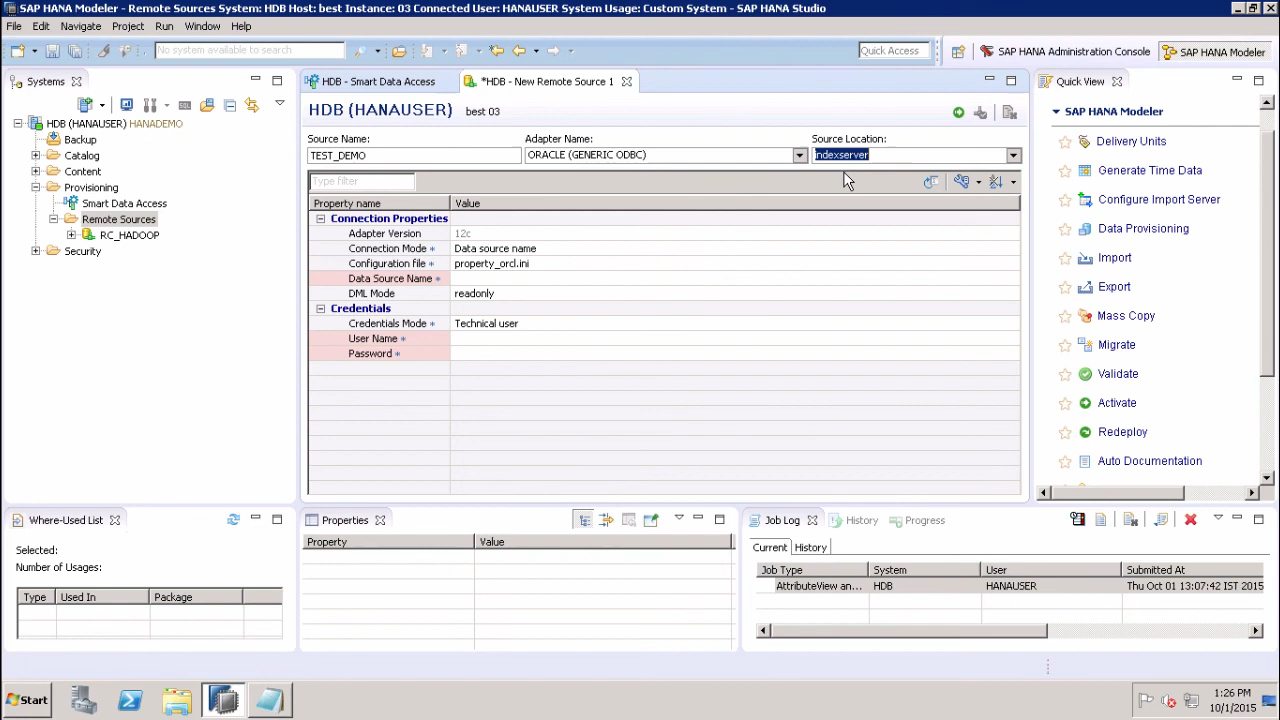 SAP HANA Modeler - Remote Sources System: HDB Host: best Instance: 03 Connected User: HANAUSER System Usage: Custom System - SAP HANA Studio
File Edit Navigate Project Run Window Help
No system available to search
Quick Access
SAP HANA Administration Console
SAP HANA Modeler
Systems
HDB (HANAUSER) HANADEMO
Backup
Catalog
Content
Provisioning
Smart Data Access
Remote Sources
RC_HADOOP
Security
HDB - Smart Data Access
*HDB - New Remote Source 1
HDB (HANAUSER) best 03
Source Name: Adapter Name: Source Location:
TEST_DEMO ORACLE (GENERIC ODBC) indexserver
Type filter
Property name Value
Connection Properties
Adapter Version 12c
Connection Mode * Data source name
Configuration file * property_orcl.ini
Data Source Name *
DML Mode readonly
Credentials
Credentials Mode * Technical user
User Name *
Password *
Quick View
SAP HANA Modeler
Delivery Units
Generate Time Data
Configure Import Server
Data Provisioning
Import
Export
Mass Copy
Migrate
Validate
Activate
Redeploy
Auto Documentation
Where-Used List
Selected:
Number of Usages:
Type Used In Package
Properties
Property Value
Job Log History Progress
Current History
Job Type System User Submitted At
AttributeView an... HDB HANAUSER Thu Oct 01 13:07:42 IST 2015
Start
1:26 PM
10/1/2015